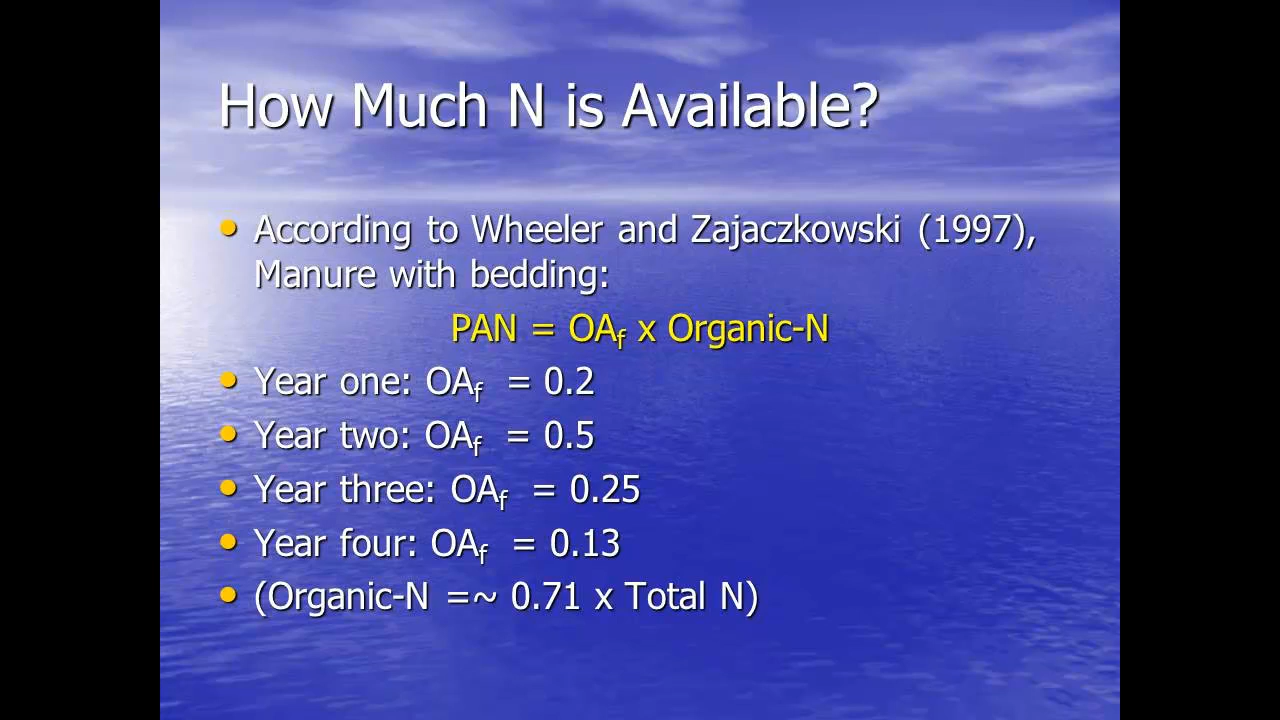 How Much N is Available?
• According to Wheeler and Zajaczkowski (1997),
Manure with bedding:
PAN = OAf x Organic-N
• Year one: OAf = 0.2
• Year two: OAf = 0.5
• Year three: OAf = 0.25
• Year four: OAf = 0.13
• (Organic-N =~ 0.71 x Total N)